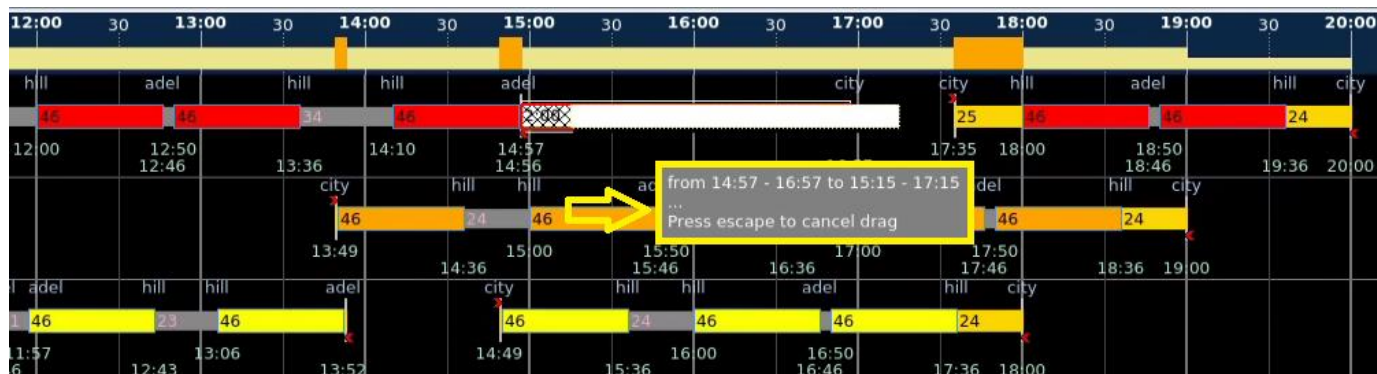 12:00 30 13:00 30 14:00 30 15:00 30 16:00 30 17:00 30 18:00 30 19:00 30 20:00
hill adel hill hill adel city city hill adel hill city
46 46 34 46 2:00 25 46 46 24
12:00 12:50 14:10 14:57 17:35 18:00 18:50
12:46 13:36 14:56 18:46 19:36 20:00
city hill hill hill city
46 24 46 46 24
13:49 15:00 15:50 17:00 17:50
14:36 15:46 16:36 17:46 18:36 19:00
from 14:57 - 16:57 to 15:15 - 17:15
...
Press escape to cancel drag
adel hill hill adel city hill hill adel hill city
46 23 46 46 24 46 46 24
11:57 13:06 14:49 16:00 16:50
12:43 13:52 15:36 16:46 17:36 18:00